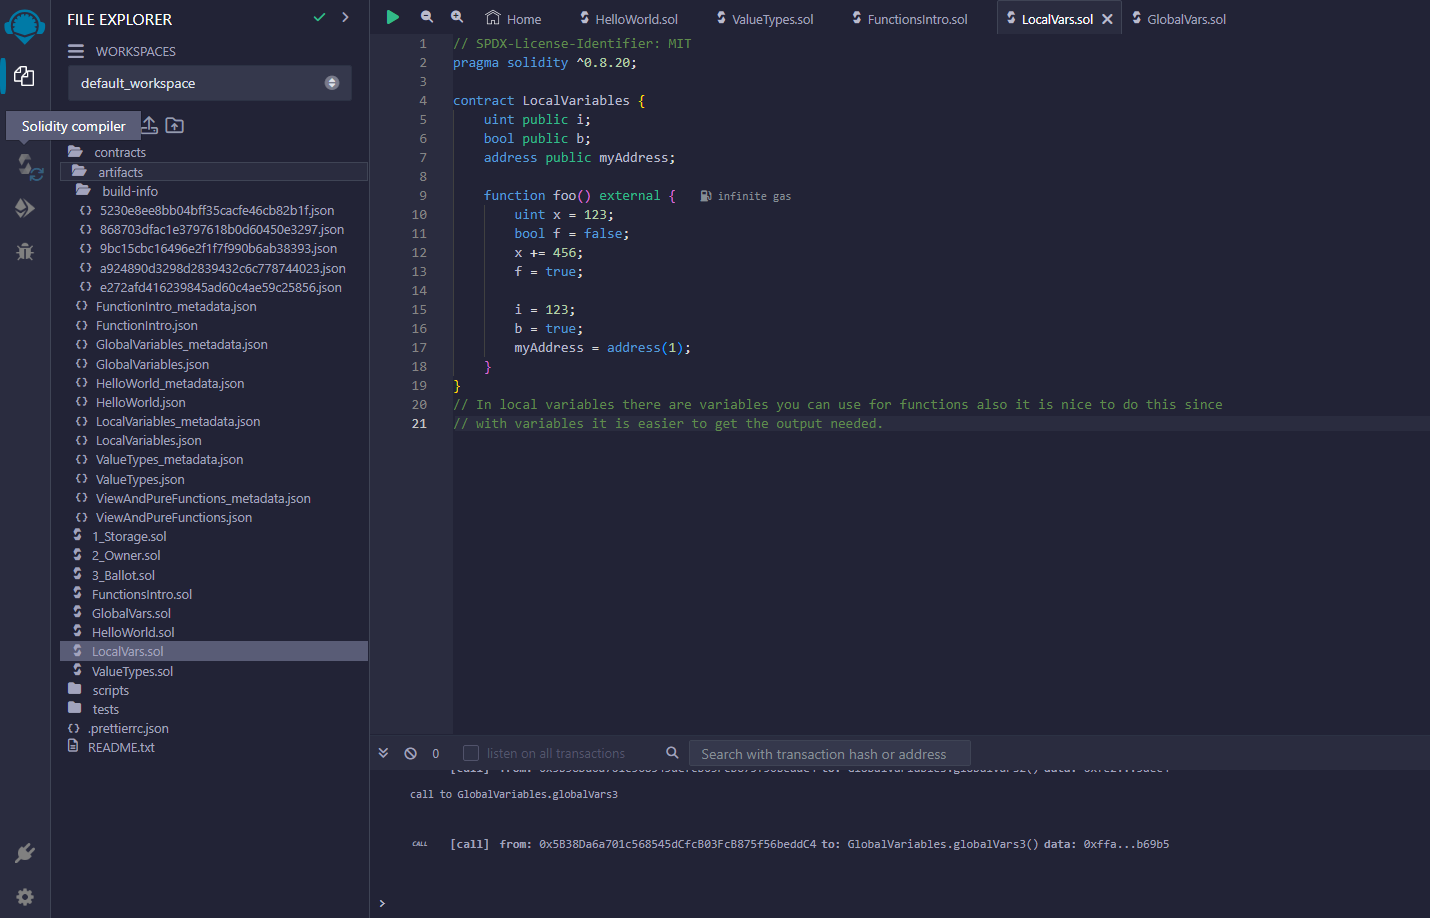 FILE EXPLORER
WORKSPACES
default_workspace
Solidity compiler
contracts
artifacts
build-info
5230e8ee8bb04bff35cacfe46cb82b1f.json
868703dfac1e3797618b0d60450e3297.json
9bc15cbc16496e2f1f7f990b6ab38393.json
a924890d3298d2839432c6c778744023.json
e272afd416239845ad60c4ae59c25856.json
FunctionIntro_metadata.json
FunctionIntro.json
GlobalVariables_metadata.json
GlobalVariables.json
HelloWorld_metadata.json
HelloWorld.json
LocalVariables_metadata.json
LocalVariables.json
ValueTypes_metadata.json
ValueTypes.json
ViewAndPureFunctions_metadata.json
ViewAndPureFunctions.json
1_Storage.sol
2_Owner.sol
3_Ballot.sol
FunctionsIntro.sol
GlobalVars.sol
HelloWorld.sol
LocalVars.sol
ValueTypes.sol
scripts
tests
.prettierrc.json
README.txt
Home HelloWorld.sol ValueTypes.sol FunctionsIntro.sol LocalVars.sol GlobalVars.sol
1 // SPDX-License-Identifier: MIT
2 pragma solidity ^0.8.20;
3
4 contract LocalVariables {
5 uint public i;
6 bool public b;
7 address public myAddress;
8
9 function foo() external { infinite gas
10 uint x = 123;
11 bool f = false;
12 x += 456;
13 f = true;
14
15 i = 123;
16 b = true;
17 myAddress = address(1);
18 }
19 }
20 // In local variables there are variables you can use for functions also it is nice to do this since
21 // with variables it is easier to get the output needed.
0 listen on all transactions Search with transaction hash or address
call to GlobalVariables.globalVars3
CALL [call] from: 0x5B38Da6a701c568545dCfcB03FcB875f56beddC4 to: GlobalVariables.globalVars3() data: 0xffa...b69b5
>